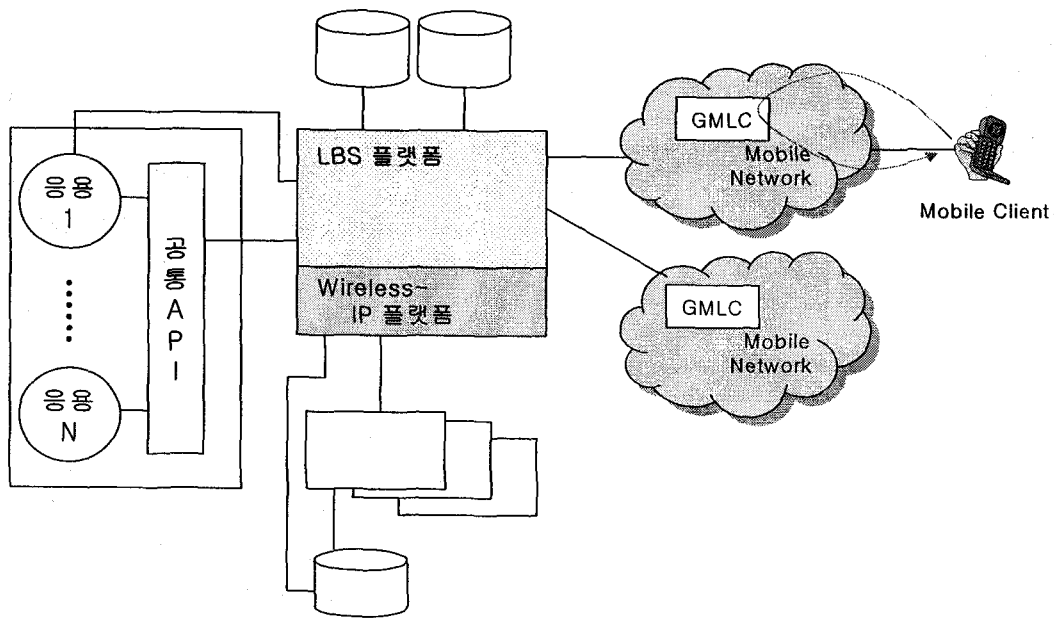 응용
1
응용
N
공
통
A
P
I
LBS 플랫폼
Wireless-
IP 플랫폼
GMLC
Mobile
Network
Mobile Client
GMLC
Mobile
Network